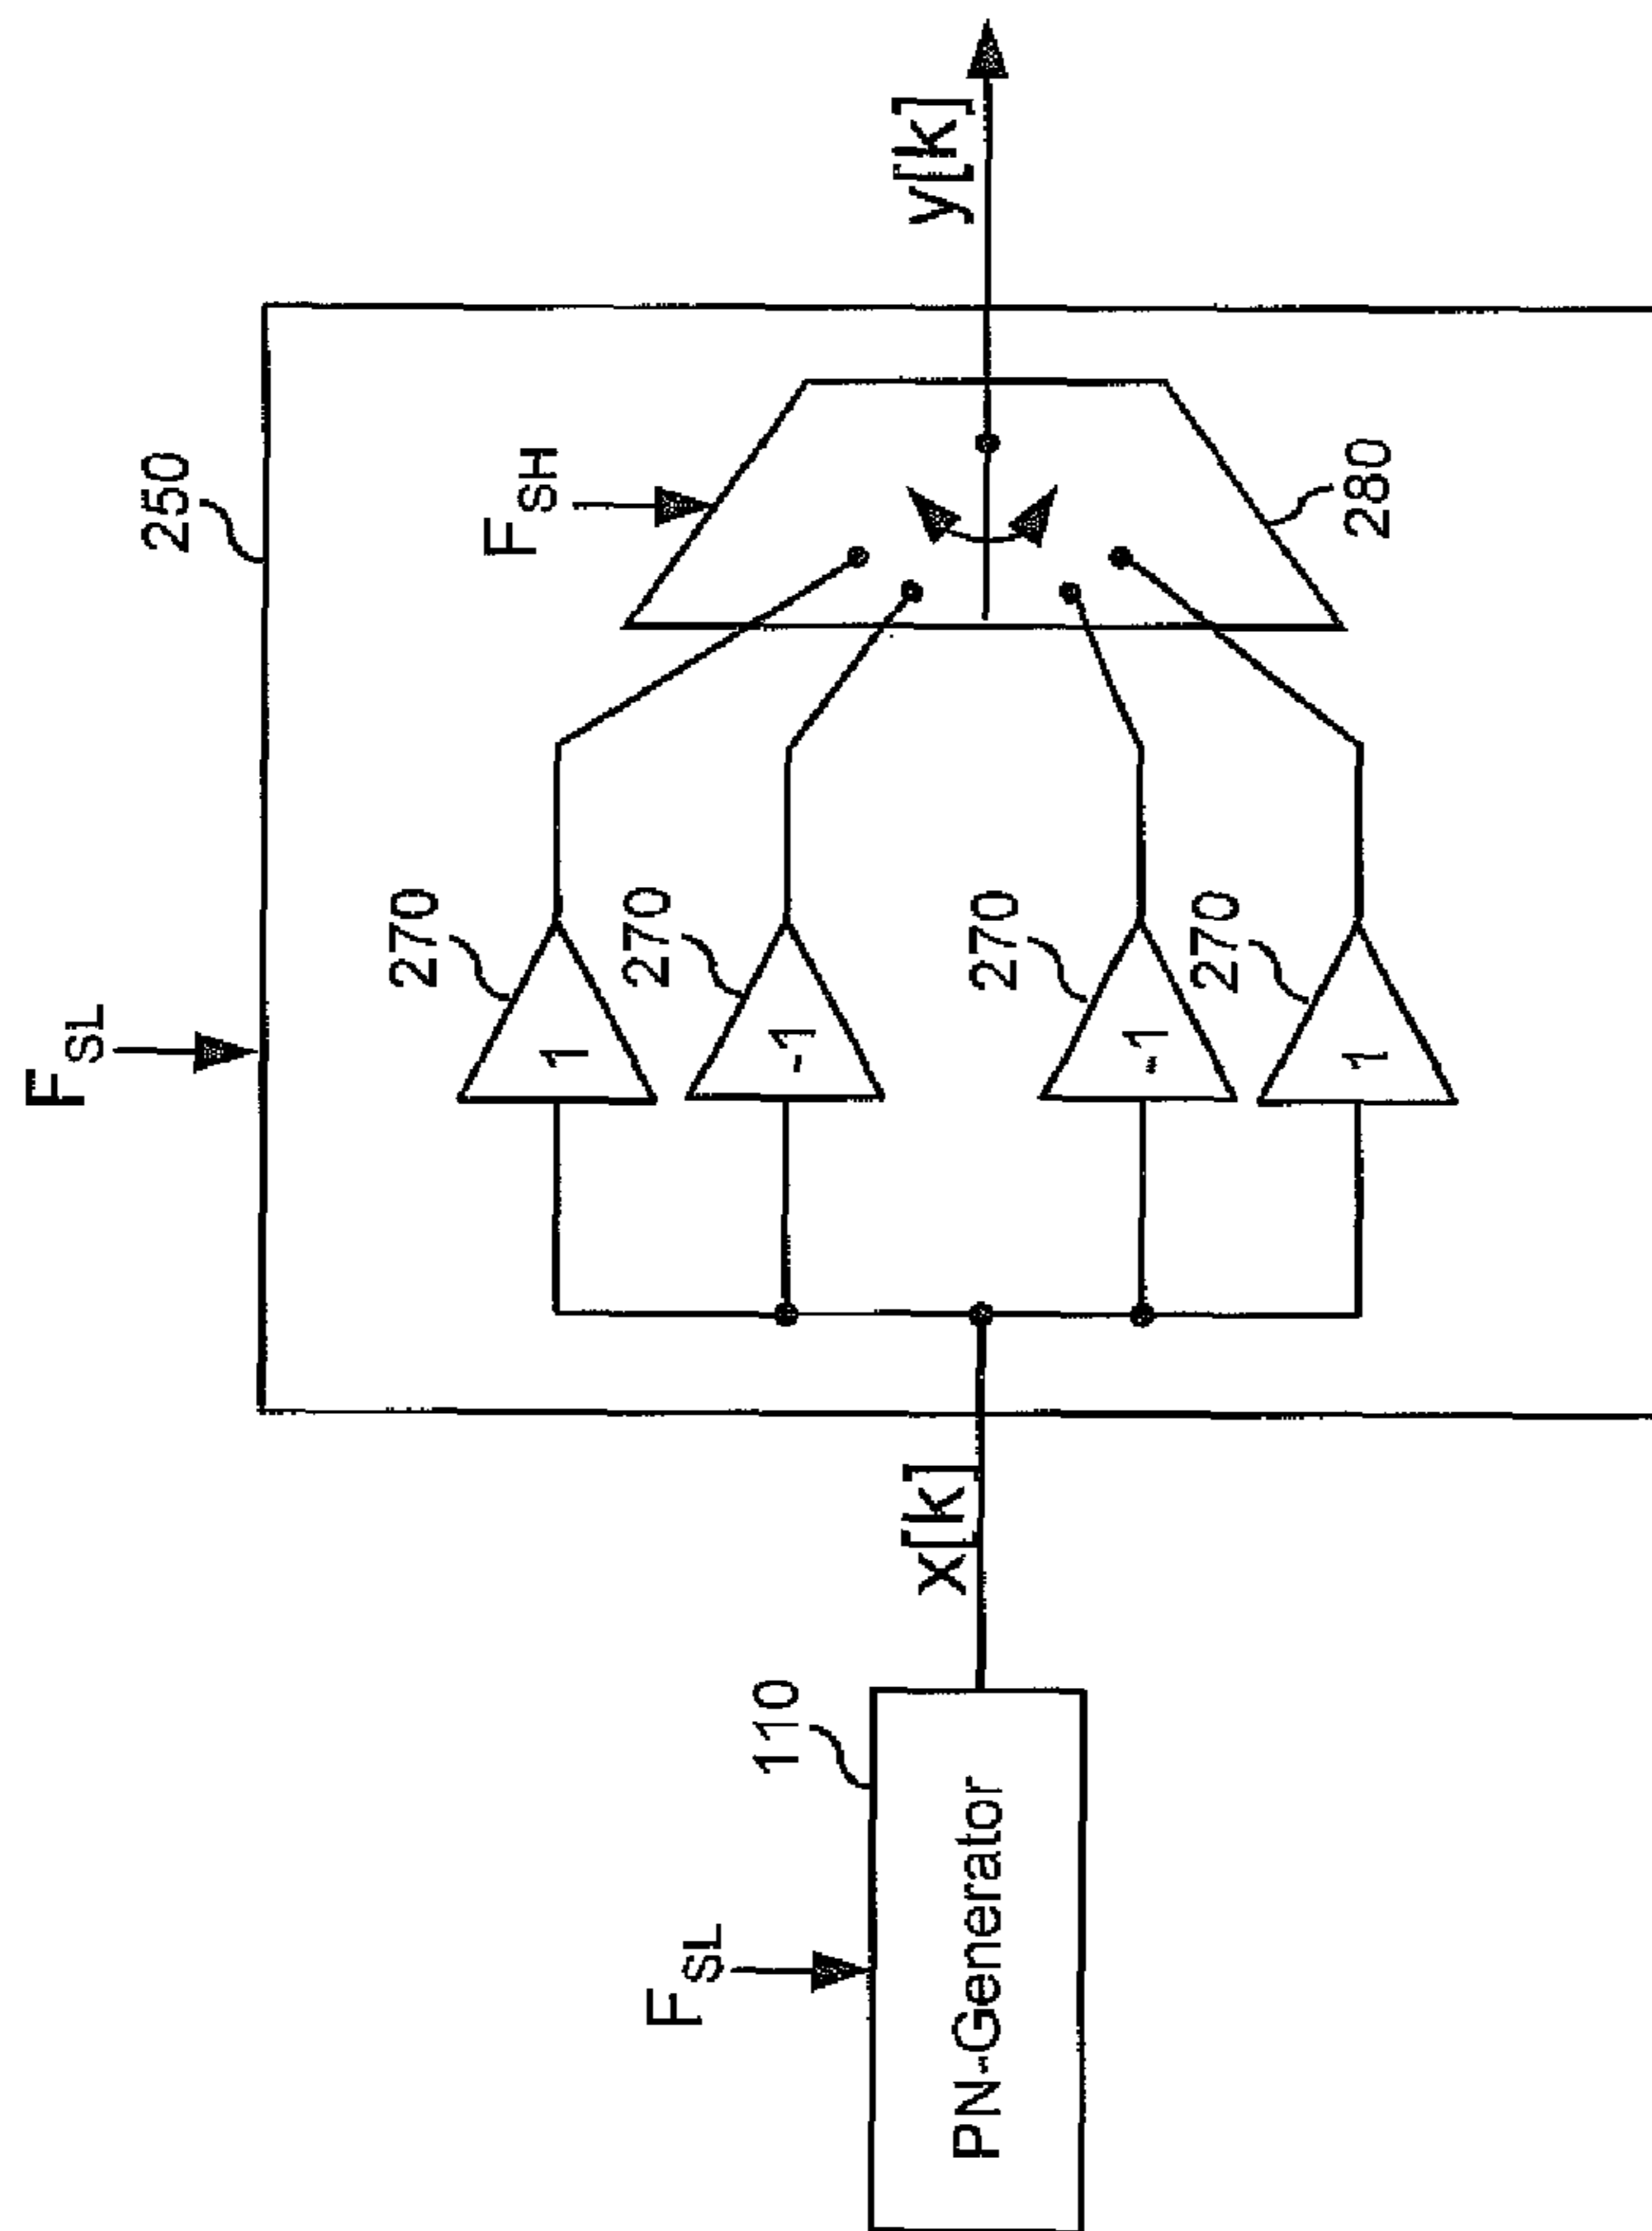 F_SL
110
PN-Generator
x[k]
F_SL
250
270
1
270
-1
270
-1
270
1
F_SH
280
y[k]